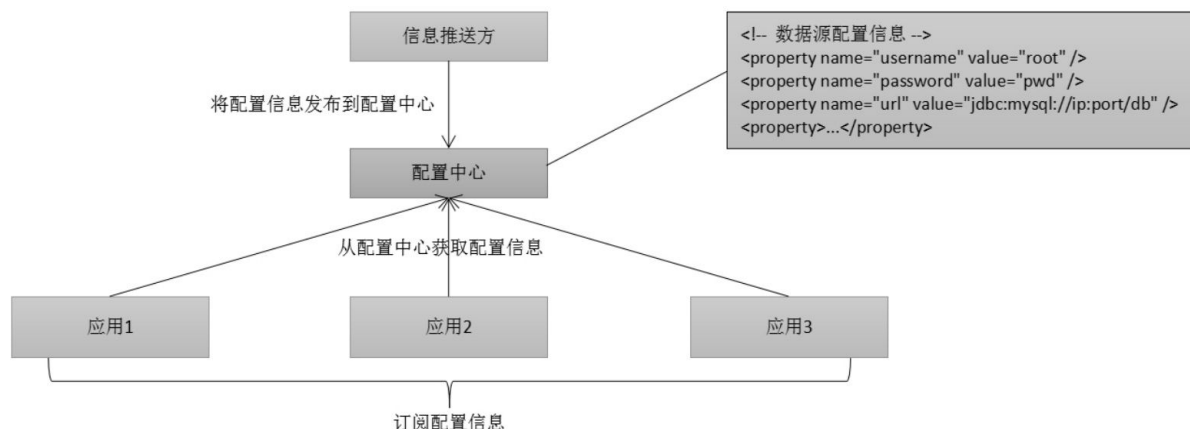 信息推送方
<!-- 数据源配置信息 -->
<property name="username" value="root" />
<property name="password" value="pwd" />
<property name="url" value="jdbc:mysql://ip:port/db" />
<property>...</property>
将配置信息发布到配置中心
配置中心
从配置中心获取配置信息
应用1
应用2
应用3
订阅配置信息